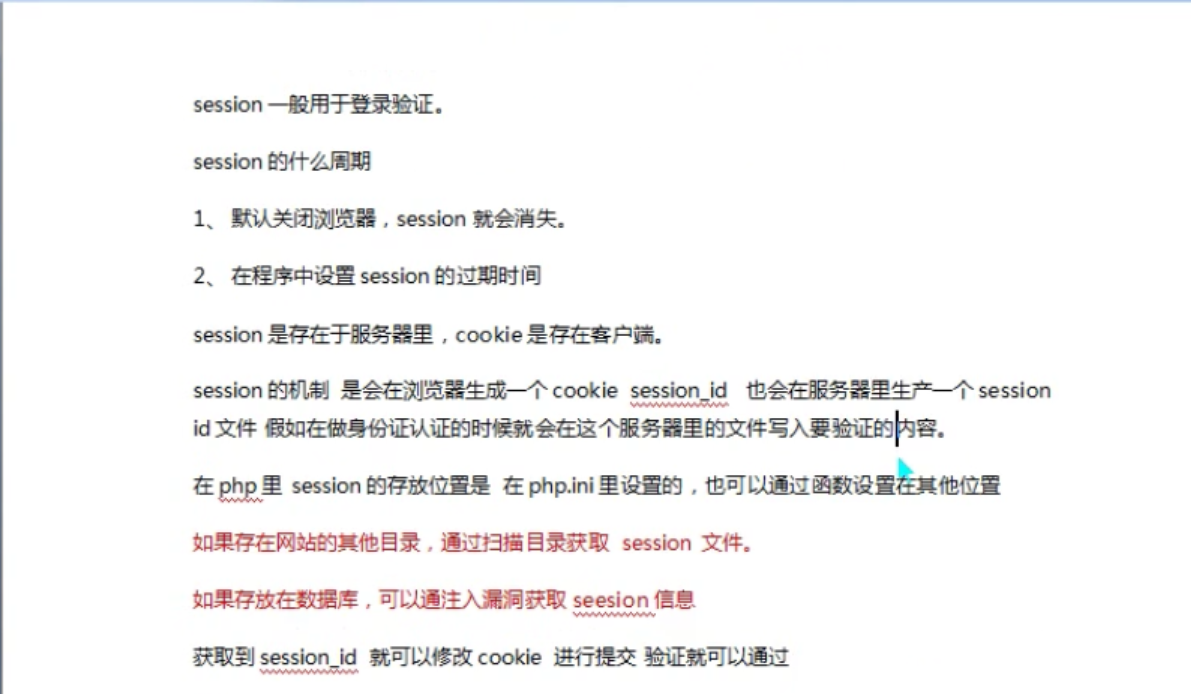 session 一般用于登录验证。
session 的什么周期
1、 默认关闭浏览器，session 就会消失。
2、 在程序中设置 session 的过期时间
session 是存在于服务器里，cookie 是存在客户端。
session 的机制 是会在浏览器生成一个 cookie session_id 也会在服务器里生产一个 session
id 文件 假如在做身份证认证的时候就会在这个服务器里的文件写入要验证的内容。
在 php 里 session 的存放位置是 在 php.ini 里设置的，也可以通过函数设置在其他位置
如果存在网站的其他目录，通过扫描目录获取 session 文件。
如果存放在数据库，可以通注入漏洞获取 seesion 信息
获取到 session_id 就可以修改 cookie 进行提交 验证就可以通过